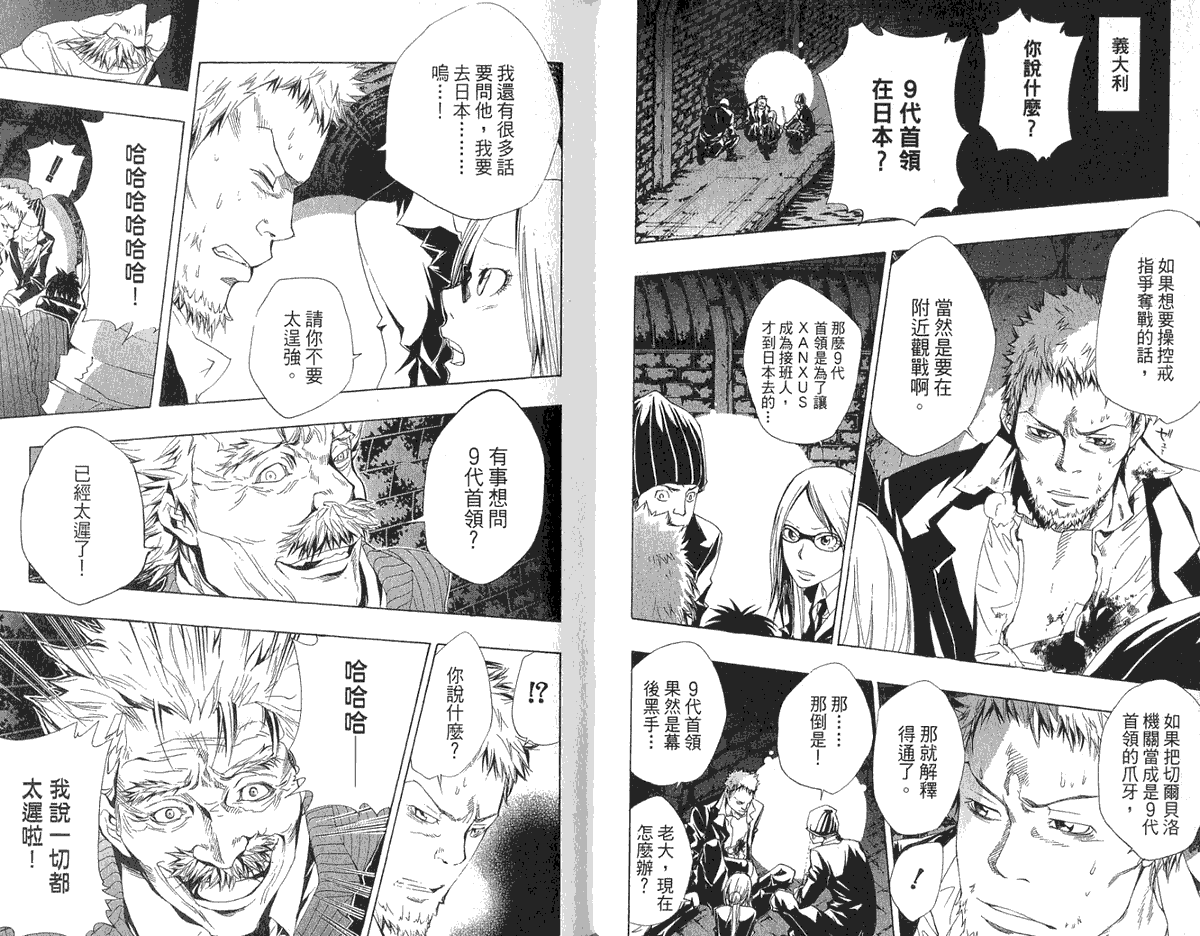 義大利
你說什麼？
９代首領
在日本？
如果想要操控戒
指爭奪戰的話，
當然是要在
附近觀戰啊。
那麼９代
首領是為了讓
ＸＡＮＸＵＳ
成為接班人，
才到日本去的…
如果把切爾貝洛
機關當成是９代
首領的爪牙，
那就解釋
得通了。
！
那……
那倒是！
９代首領
果然是幕
後黑手…
老大，現在
怎麼辦？
我還有很多話
要問他，我要
去日本………
嗚…！
請你不要
太逞強。
哈哈哈哈哈哈！
！！
有事想問
９代首領？
已經太遲了！
!?
你說什麼？
哈哈哈──
我說一切都
太遲啦！